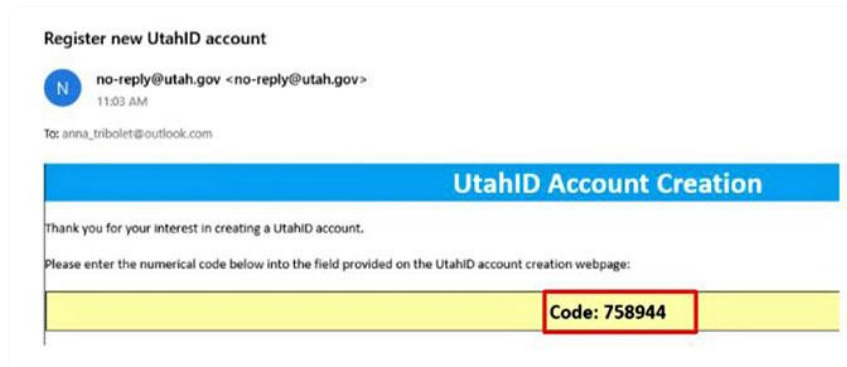 Register new UtahID account
N
no-reply@utah.gov <no-reply@utah.gov>
11:03 AM
To: anna_tribolet@outlook.com
UtahID Account Creation
Thank you for your interest in creating a UtahID account.
Please enter the numerical code below into the field provided on the UtahID account creation webpage:
Code: 758944